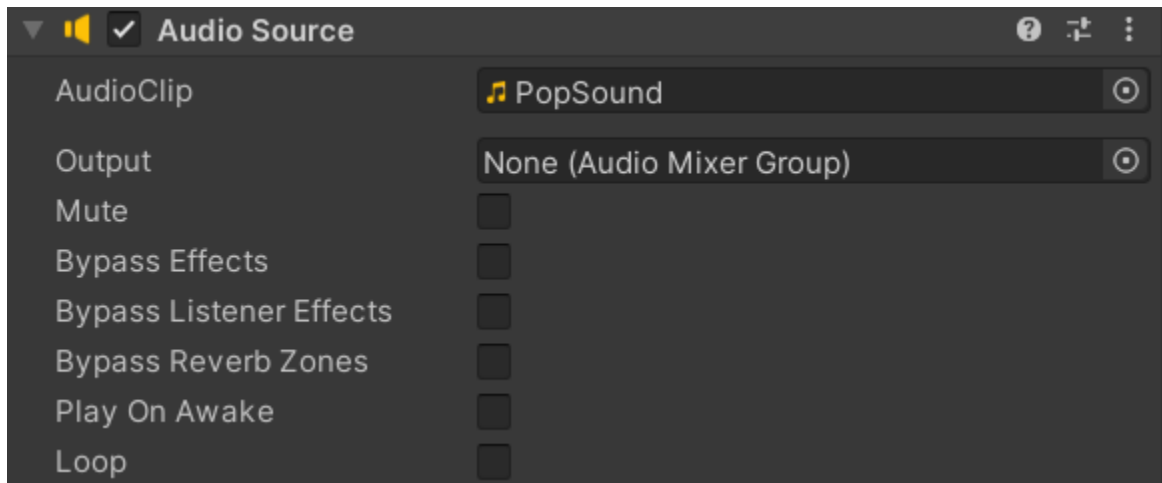 Audio Source
AudioClip PopSound
Output None (Audio Mixer Group)
Mute
Bypass Effects
Bypass Listener Effects
Bypass Reverb Zones
Play On Awake
Loop